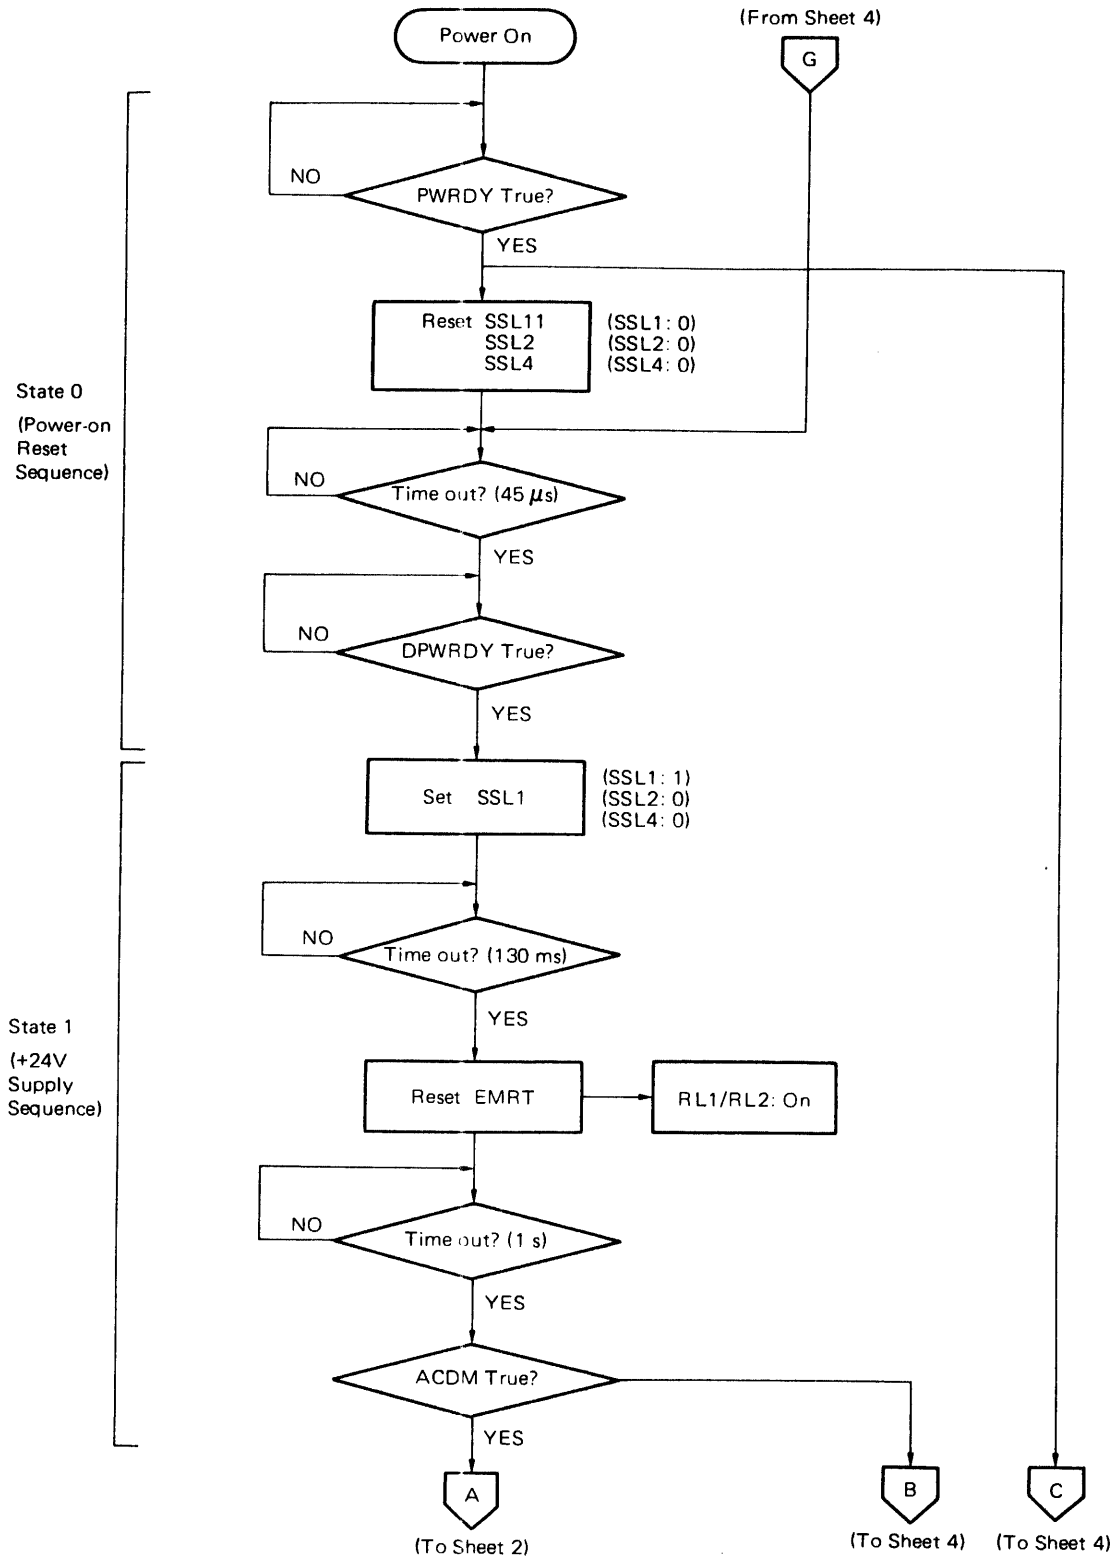 (From Sheet 4)
Power On
G
NO
PWRDY True?
YES
Reset SSL11 (SSL1: 0)
SSL2 (SSL2: 0)
SSL4 (SSL4: 0)
State 0
(Power-on
Reset
Sequence)
NO
Time out? (45 μs)
YES
NO
DPWRDY True?
YES
Set SSL1
(SSL1: 1)
(SSL2: 0)
(SSL4: 0)
NO
Time out? (130 ms)
YES
State 1
(+24V
Supply
Sequence)
Reset EMRT
RL1/RL2: On
NO
Time out? (1 s)
YES
ACDM True?
YES
A
B
C
(To Sheet 2)
(To Sheet 4)
(To Sheet 4)